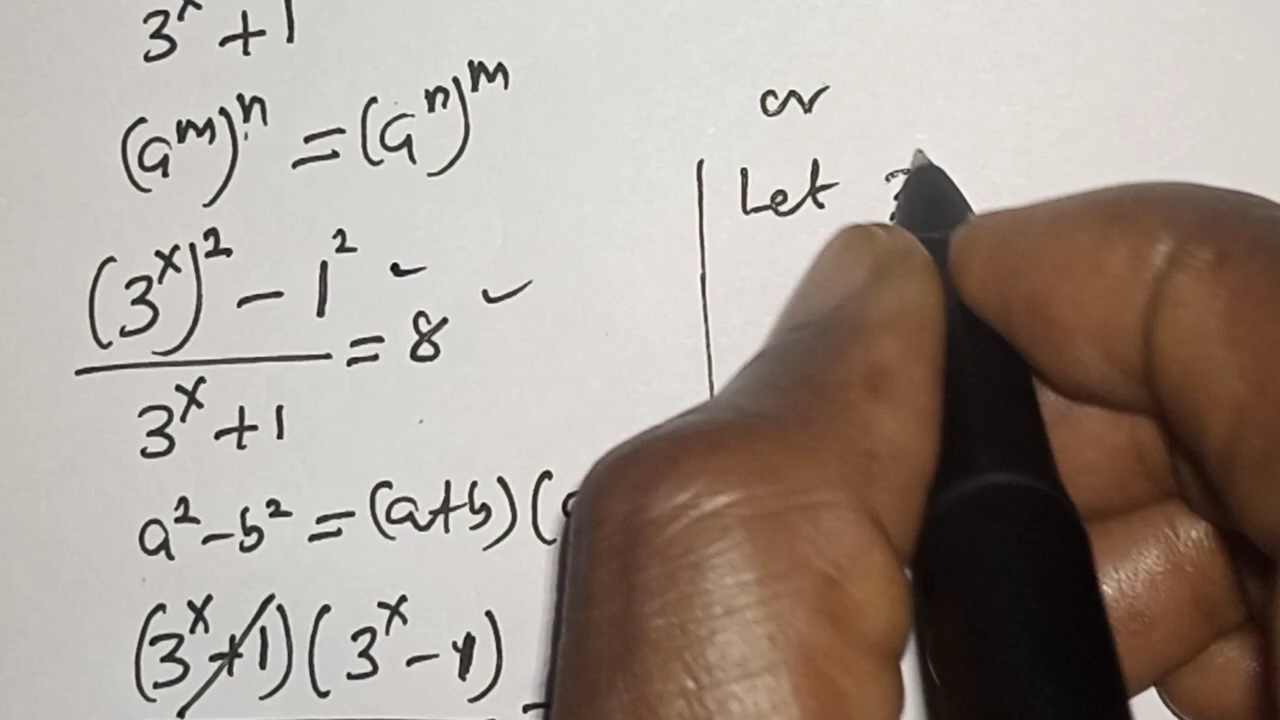 3^x + 1
(a^m)^n = (a^n)^m
(3^x)^2 - 1^2 = 8
3^x + 1
a^2 - b^2 = (a+b)(
(3^x + 1)(3^x - 1)
or
Let